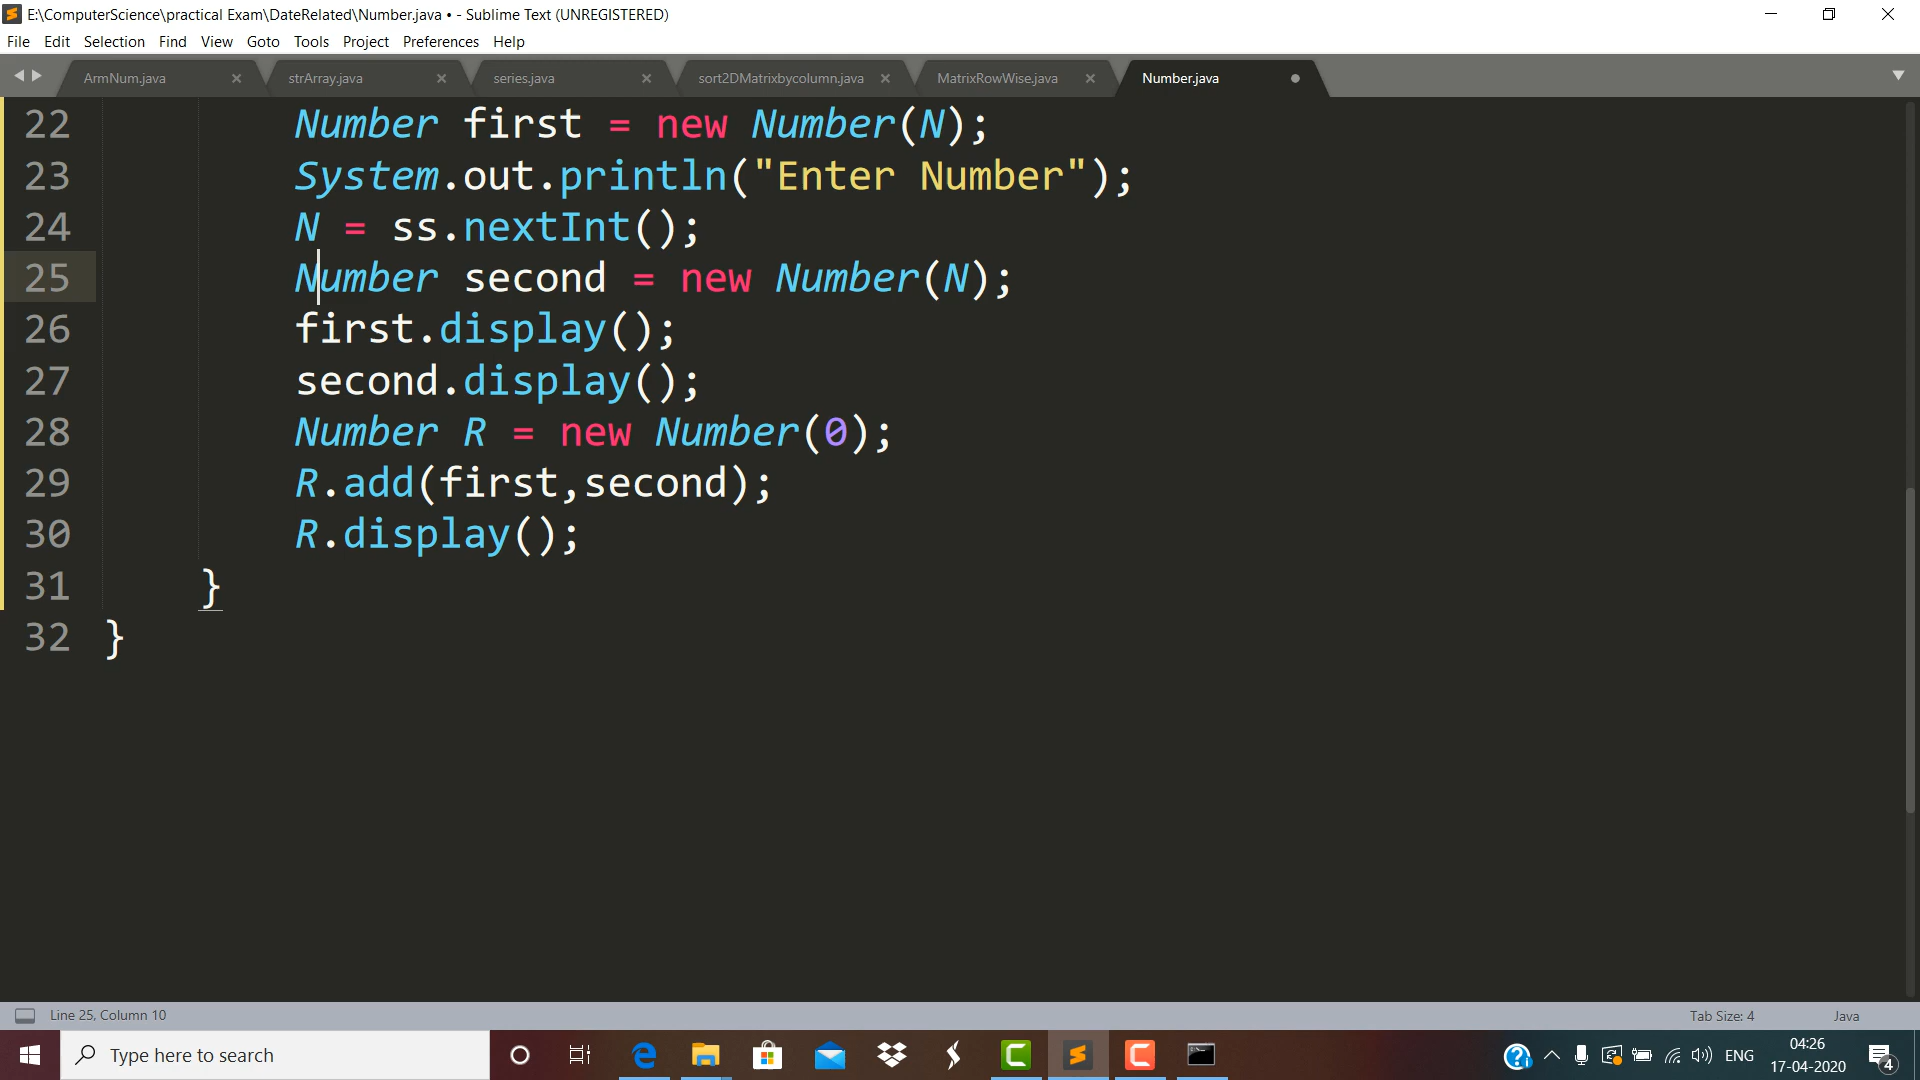 E:\ComputerScience\practical Exam\DateRelated\Number.java • - Sublime Text (UNREGISTERED)
File Edit Selection Find View Goto Tools Project Preferences Help
ArmNum.java strArray.java series.java sort2DMatrixbycolumn.java MatrixRowWise.java Number.java
22 Number first = new Number(N);
23 System.out.println("Enter Number");
24 N = ss.nextInt();
25 Number second = new Number(N);
26 first.display();
27 second.display();
28 Number R = new Number(0);
29 R.add(first,second);
30 R.display();
31 }
32 }
Line 25, Column 10 Tab Size: 4 Java
Type here to search ENG 04:26
17-04-2020 4